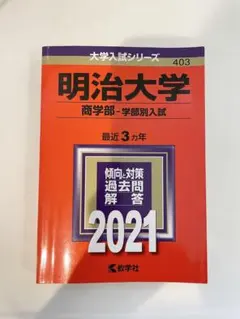 大学入試シリーズ
403
明治大学
商学部-学部別入試
最近3カ年
傾向と対策
過去問
解答
2021
教学社